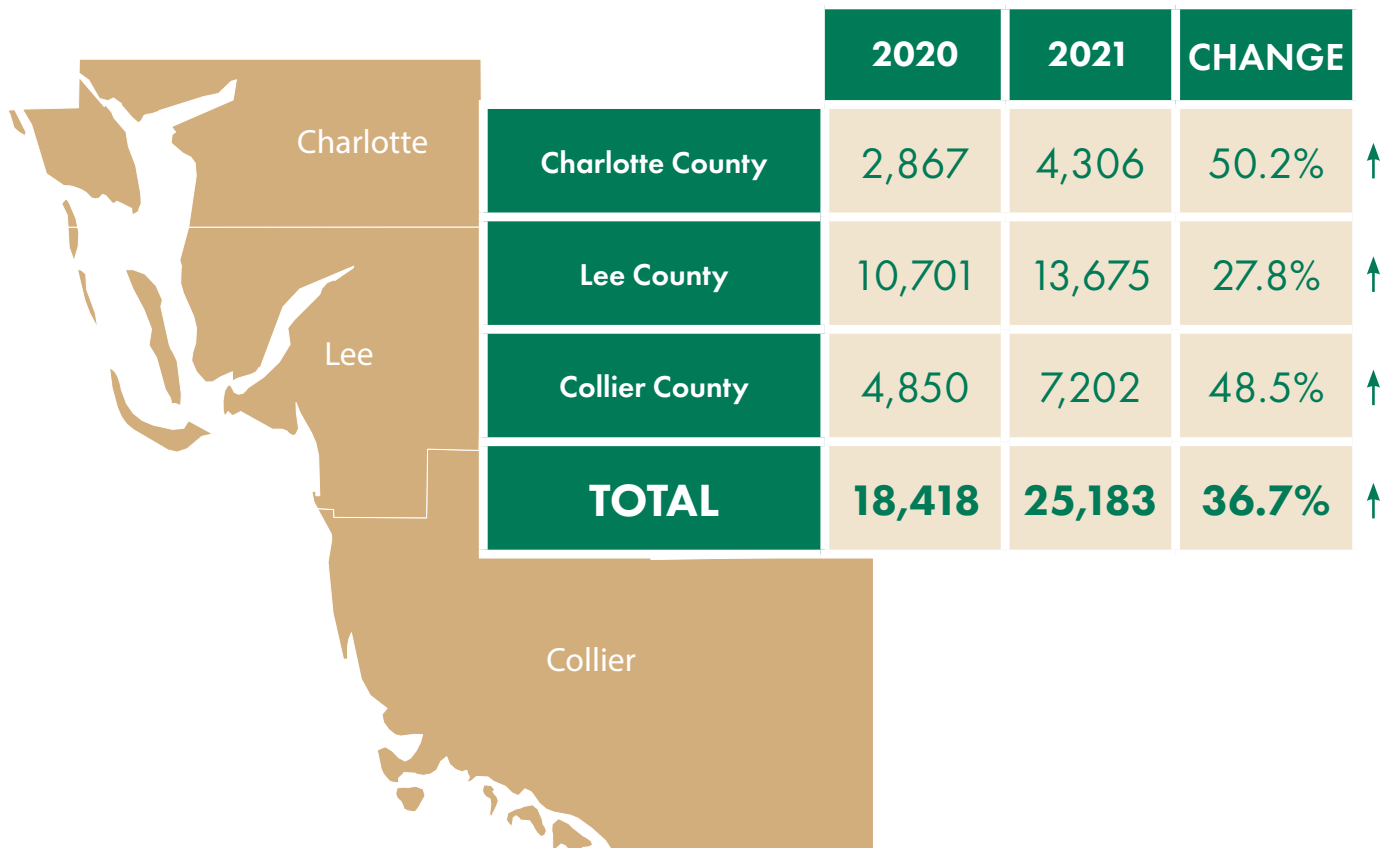 2020 2021 CHANGE
Charlotte
Charlotte County 2,867 4,306 50.2%
Lee County 10,701 13,675 27.8%
Lee
Collier County 4,850 7,202 48.5%
TOTAL 18,418 25,183 36.7%
Collier